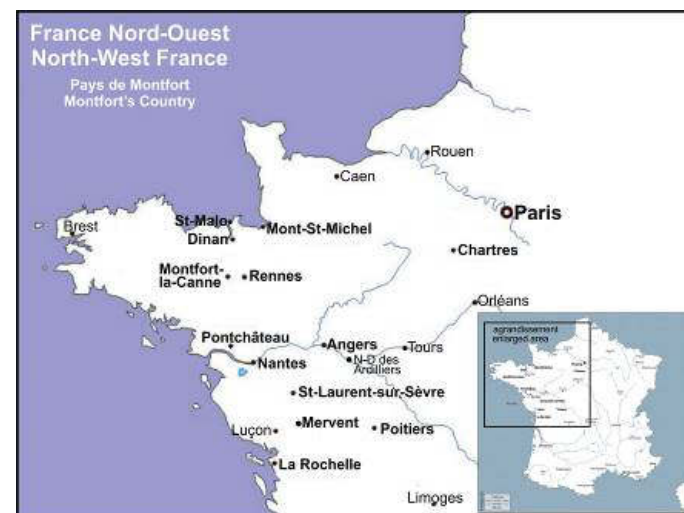 France Nord-Ouest
North-West France
Pays de Montfort
Montfort's Country
Rouen
Caen
Paris
St-Malo
Brest
Mont-St-Michel
Dinan
Chartres
Montfort-
la-Canne
Rennes
Orléans
agrandissement
enlarged area
Pontchâteau
Angers
Tours
N-D des
Ardilliers
Nantes
St-Laurent-sur-Sèvre
Mervent
Luçon
Poitiers
La Rochelle
Limoges